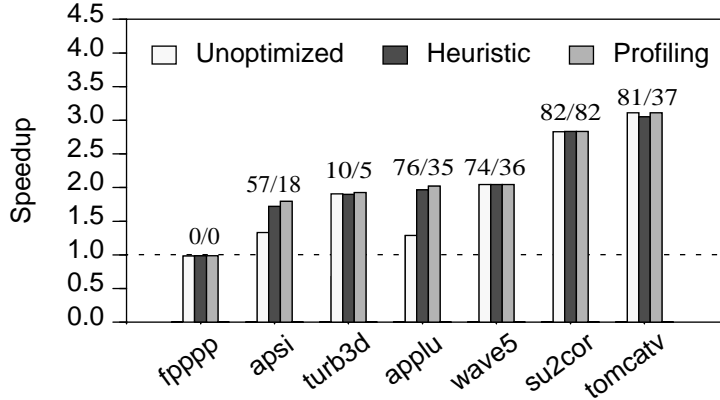 4.5
4.0
3.5
3.0
2.5
2.0
1.5
1.0
0.5
0.0
Speedup
Unoptimized Heuristic Profiling
0/0
57/18
10/5
76/35
74/36
82/82
81/37
fpppp
apsi
turb3d
applu
wave5
su2cor
tomcatv